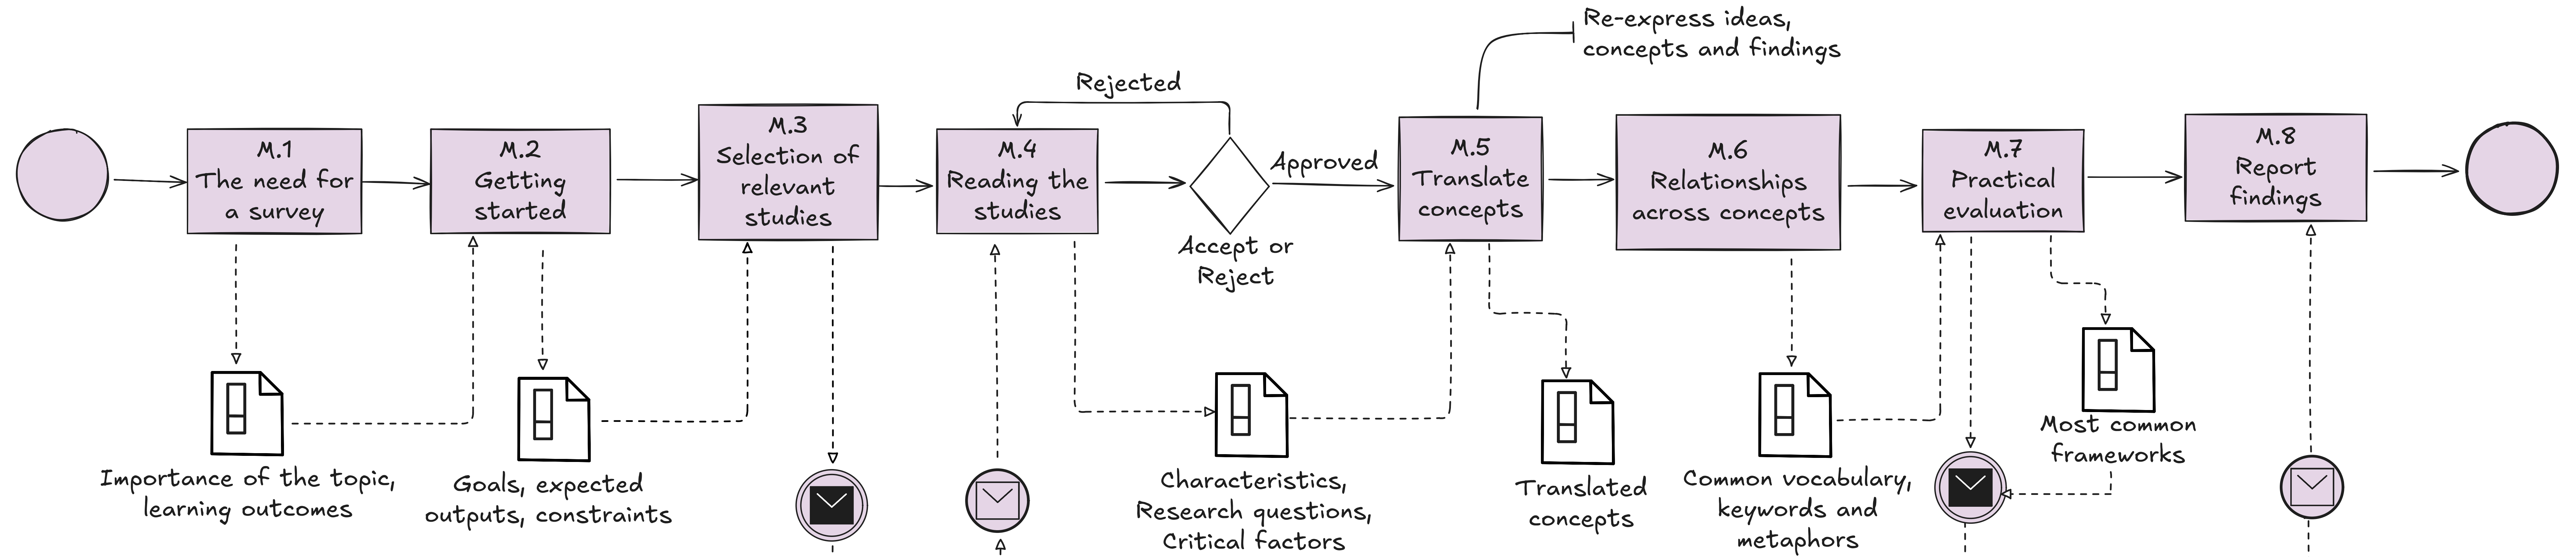 Re-express ideas,
concepts and findings
Rejected
M.1
The need for
a survey
M.2
Getting
started
M.3
Selection of
relevant
studies
M.4
Reading the
studies
Accept or
Reject
Approved
M.5
Translate
concepts
M.6
Relationships
across concepts
M.7
Practical
evaluation
M.8
Report
findings
Importance of the topic,
learning outcomes
Goals, expected
outputs, constraints
Characteristics,
Research questions,
Critical factors
Translated
concepts
Common vocabulary,
keywords and
metaphors
Most common
frameworks